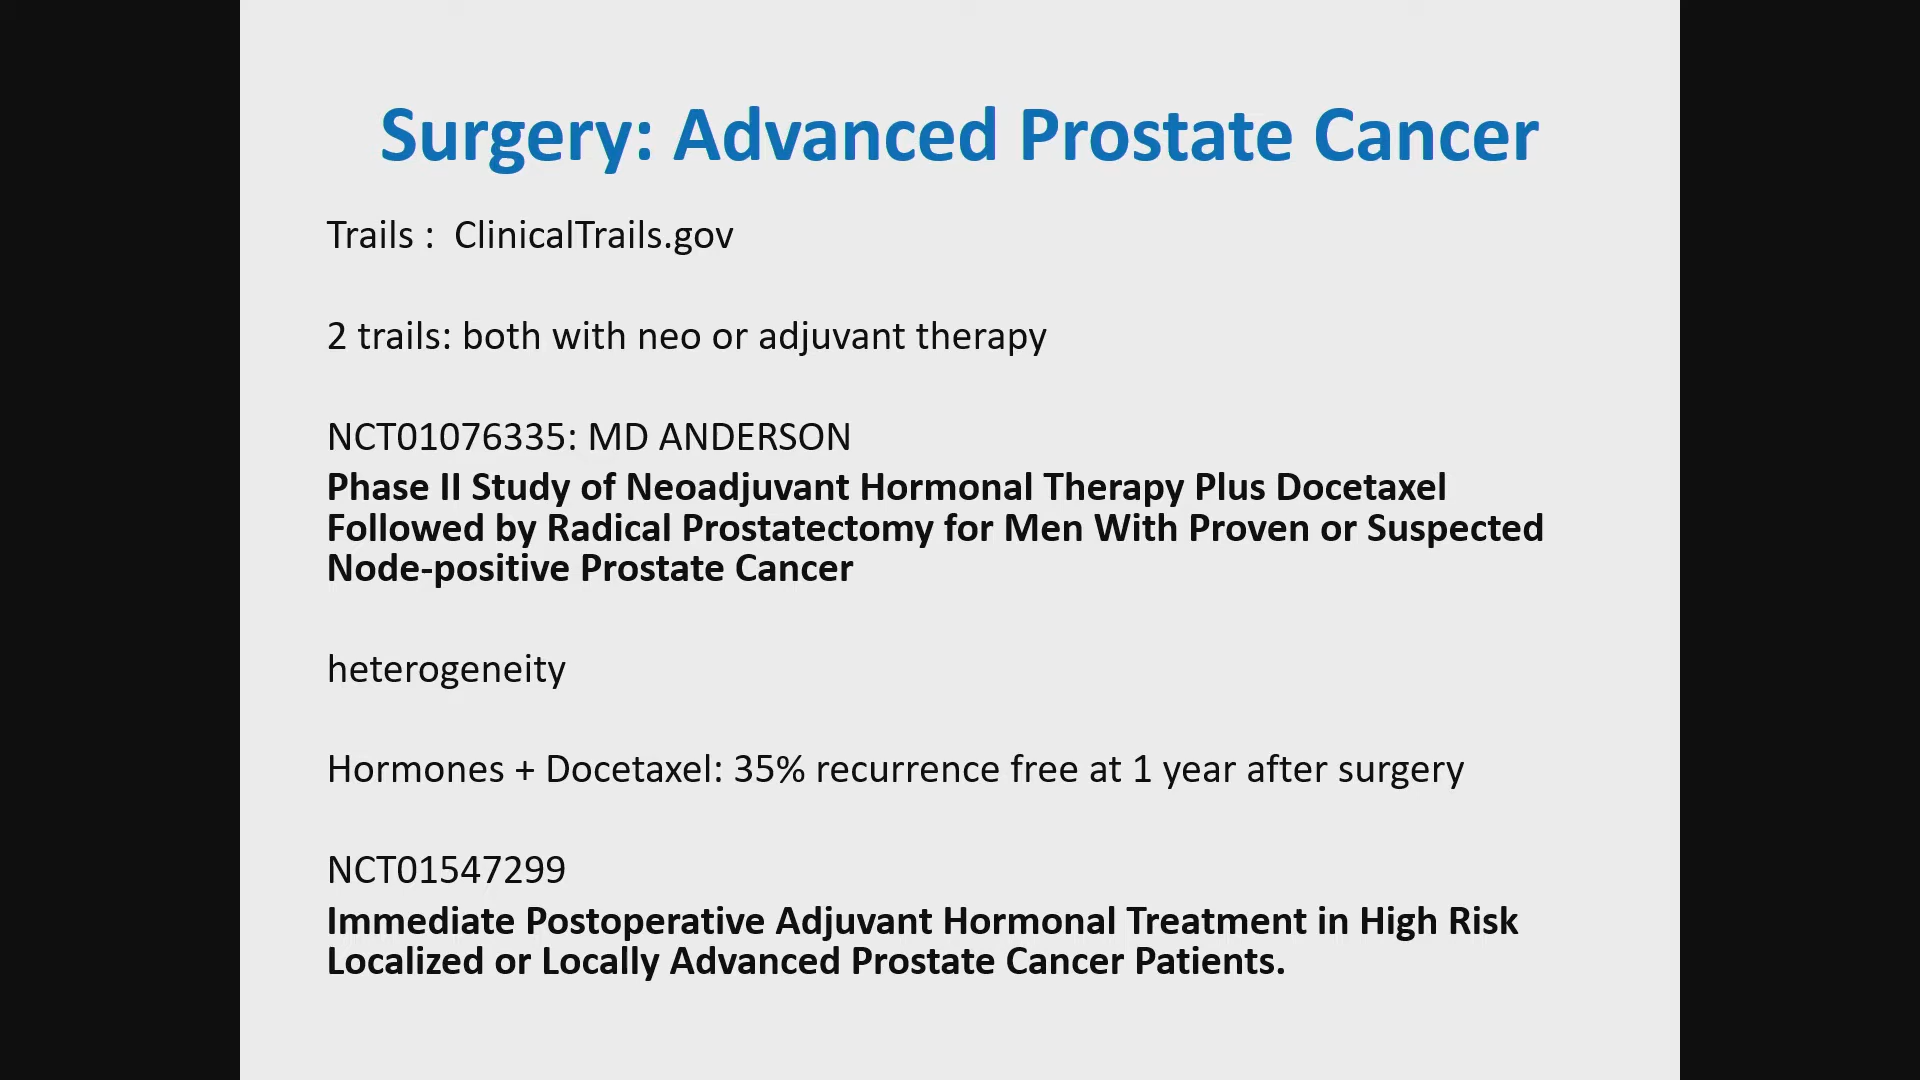 Surgery: Advanced Prostate Cancer
Trails :  ClinicalTrails.gov
2 trails: both with neo or adjuvant therapy
NCT01076335: MD ANDERSON
Phase II Study of Neoadjuvant Hormonal Therapy Plus Docetaxel
Followed by Radical Prostatectomy for Men With Proven or Suspected
Node-positive Prostate Cancer
heterogeneity
Hormones + Docetaxel: 35% recurrence free at 1 year after surgery
NCT01547299
Immediate Postoperative Adjuvant Hormonal Treatment in High Risk
Localized or Locally Advanced Prostate Cancer Patients.